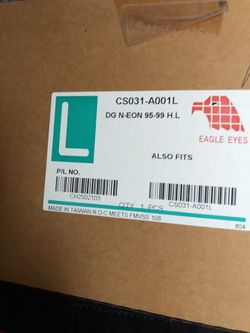 L
CS031-A001L
DG N-EON 95-99 H.L
EAGLE EYES
ALSO FITS
P/L NO.
CH2502103
QTY 1 PCS
CS031-A001L
MADE IN TAIWAN R.O.C MEETS FMVSS 108